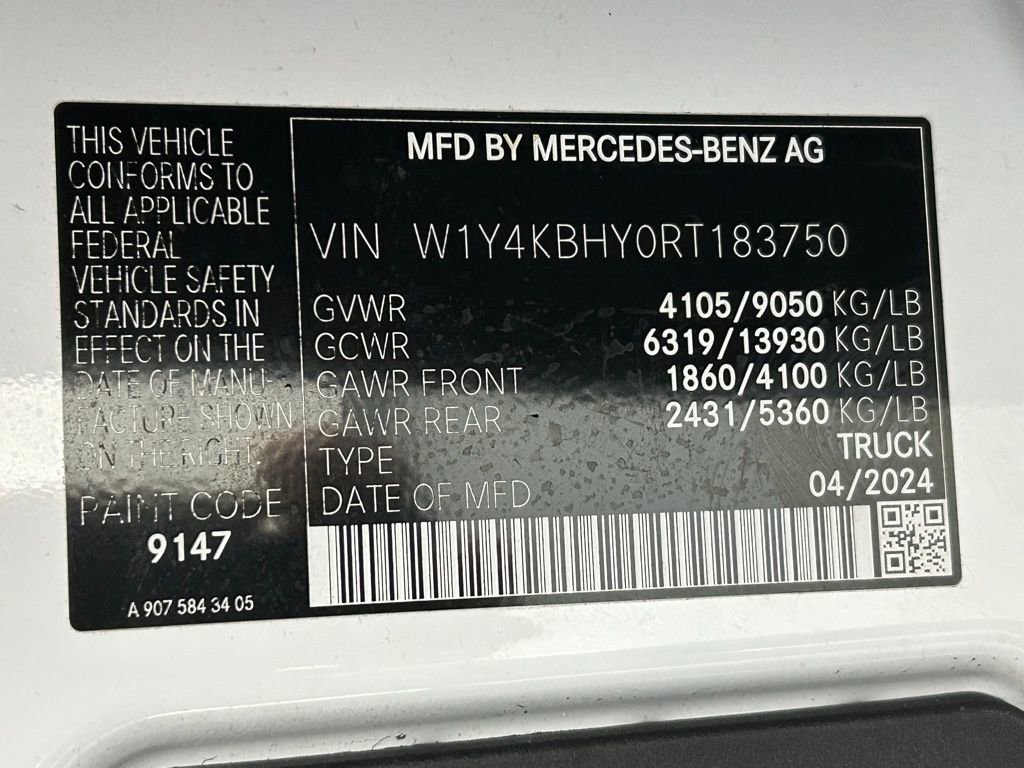 THIS VEHICLE
CONFORMS TO
ALL APPLICABLE
FEDERAL
VEHICLE SAFETY
STANDARDS IN
EFFECT ON THE
DATE OF MANU-
FACTURE SHOWN
ON THE RIGHT.
PAINT CODE
9147
A 907 584 34 05
MFD BY MERCEDES-BENZ AG
VIN W1Y4KBHY0RT183750
GVWR 4105/9050 KG/LB
GCWR 6319/13930 KG/LB
GAWR FRONT 1860/4100 KG/LB
GAWR REAR 2431/5360 KG/LB
TYPE TRUCK
DATE OF MFD 04/2024